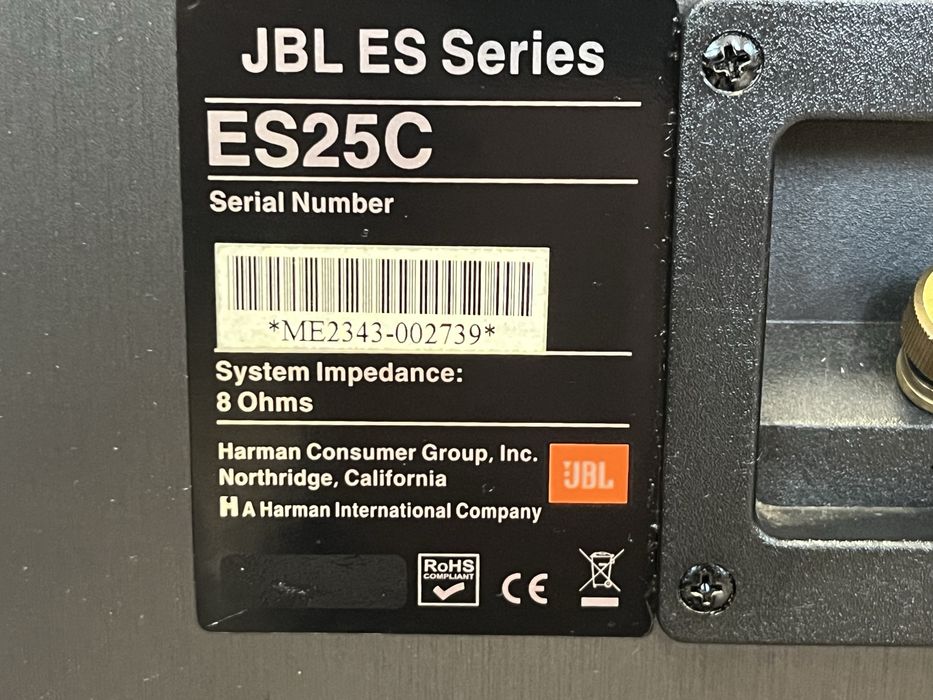 JBL ES Series
ES25C
Serial Number
*ME2343-002739*
System Impedance:
8 Ohms
Harman Consumer Group, Inc.
Northridge, California
JBL
H A Harman International Company
RoHS
COMPLIANT
CE